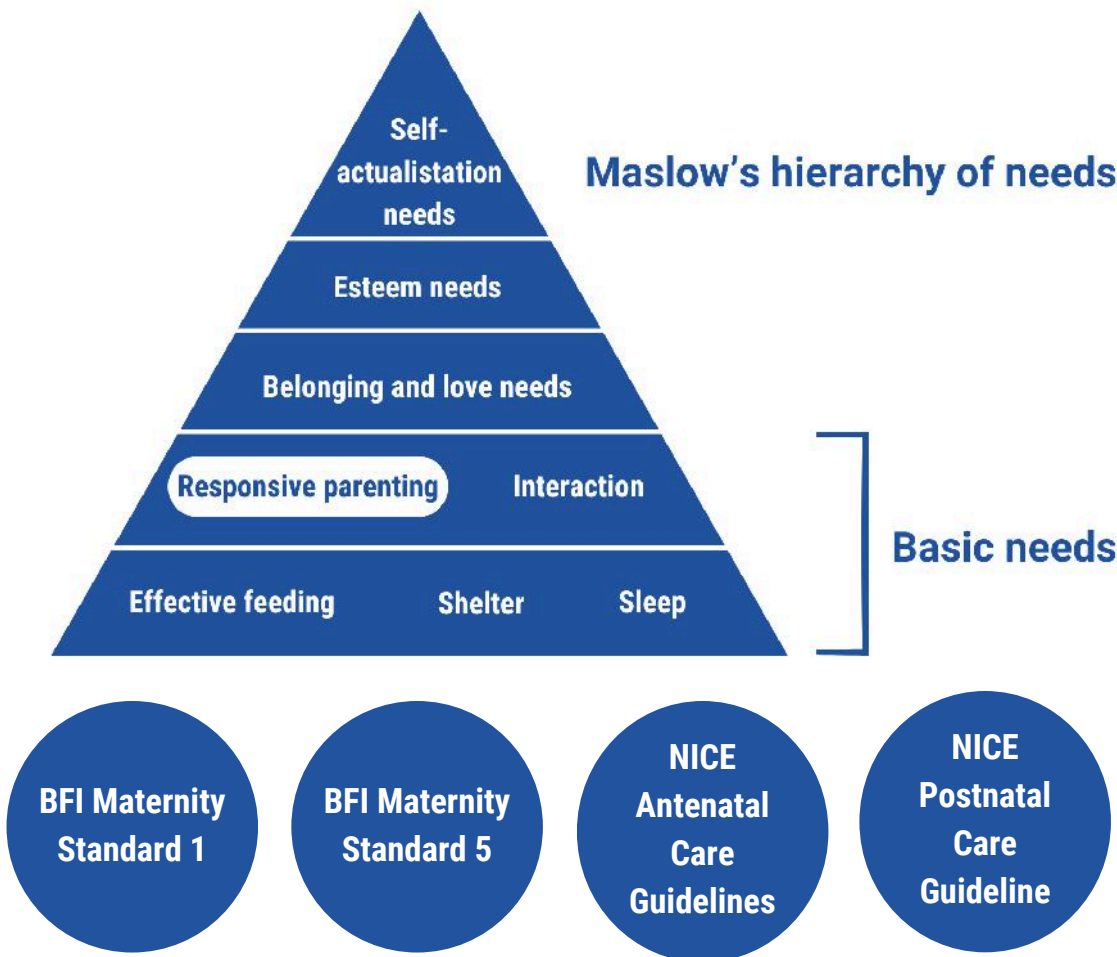 Self-
actualistation
needs
Maslow's hierarchy of needs
Esteem needs
Belonging and love needs
Responsive parenting
Interaction
Basic needs
Effective feeding
Shelter
Sleep
BFI Maternity
Standard 1
BFI Maternity
Standard 5
NICE
Antenatal
Care
Guidelines
NICE
Postnatal
Care
Guideline